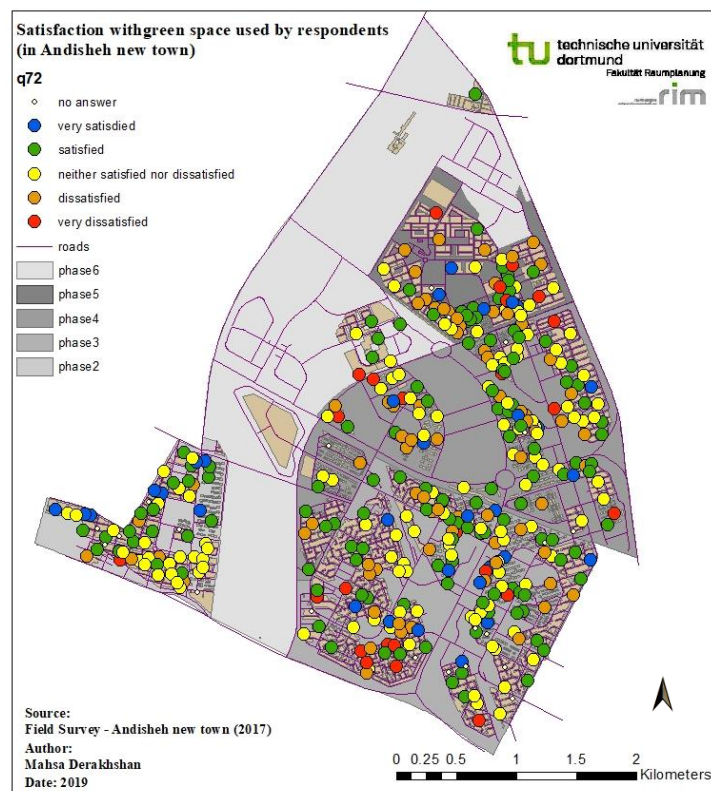 Satisfaction withgreen space used by respondents
(in Andisheh new town)
q72
no answer
very satisdied
satisfied
neither satisfied nor dissatisfied
dissatisfied
very dissatisfied
roads
phase6
phase5
phase4
phase3
phase2
tu technische universität
dortmund
Fakultät Raumplanung
rim
Source:
Field Survey - Andisheh new town (2017)
Author:
Mahsa Derakhshan
Date: 2019
0 0.25 0.5 1 1.5 2
Kilometers